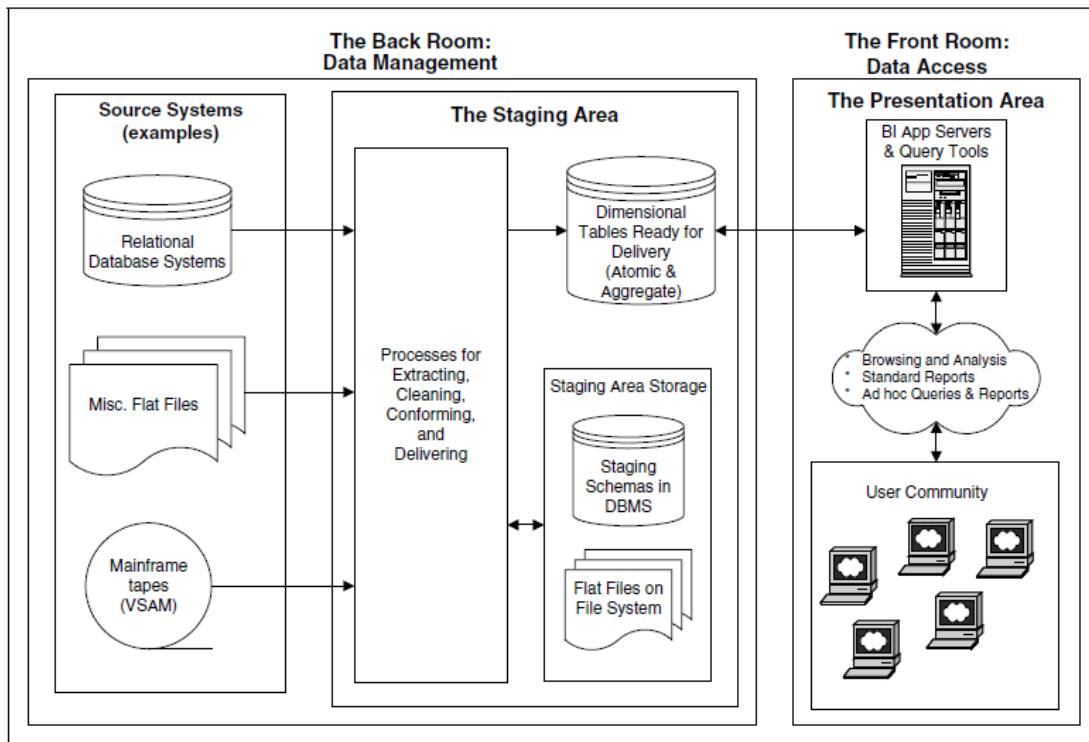 The Back Room:
Data Management
The Front Room:
Data Access
Source Systems
(examples)
Relational
Database Systems
Misc. Flat Files
Mainframe
tapes
(VSAM)
The Staging Area
Processes for
Extracting,
Cleaning,
Conforming,
and
Delivering
Dimensional
Tables Ready for
Delivery
(Atomic &
Aggregate)
Staging Area Storage
Staging
Schemas in
DBMS
Flat Files on
File System
The Presentation Area
BI App Servers
& Query Tools
* Browsing and Analysis
* Standard Reports
* Ad hoc Queries & Reports
User Community